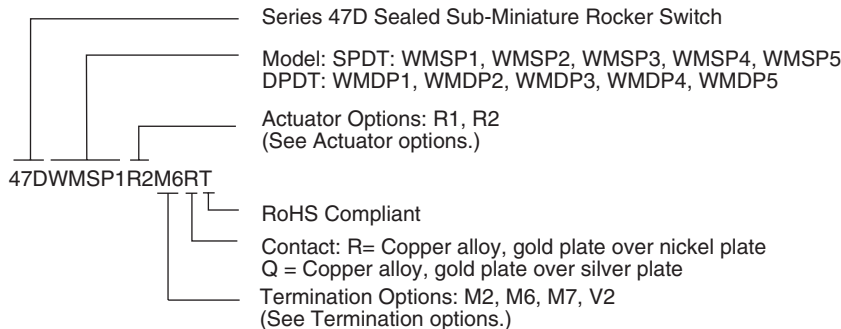 Series 47D Sealed Sub-Miniature Rocker Switch
Model: SPDT: WMSP1, WMSP2, WMSP3, WMSP4, WMSP5
DPDT: WMDP1, WMDP2, WMDP3, WMDP4, WMDP5
Actuator Options: R1, R2
(See Actuator options.)
47DWMSP1R2M6RT
RoHS Compliant
Contact: R= Copper alloy, gold plate over nickel plate
Q = Copper alloy, gold plate over silver plate
Termination Options: M2, M6, M7, V2
(See Termination options.)